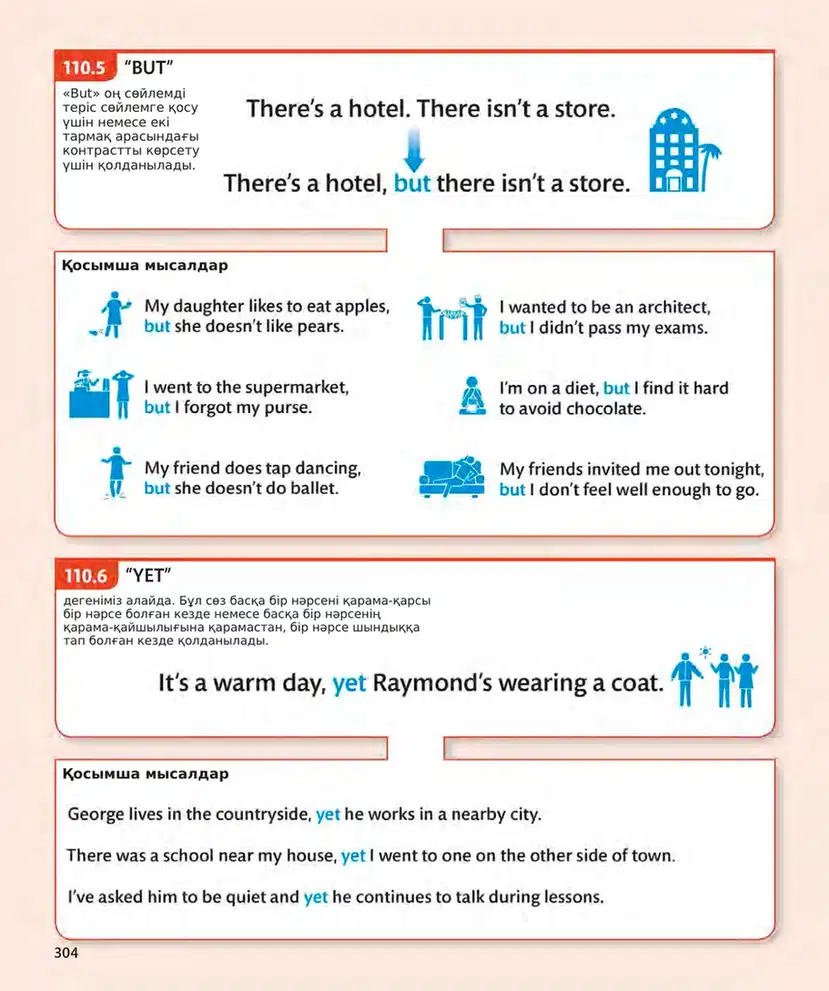 110.5 "BUT"
«But» оң сөйлемді
теріс сөйлемге қосу
үшін немесе екі
тармақ арасындағы
контрастты көрсету
үшін қолданылады.
There's a hotel. There isn't a store.
There's a hotel, but there isn't a store.
Қосымша мысалдар
My daughter likes to eat apples,
but she doesn't like pears.
I wanted to be an architect,
but I didn't pass my exams.
I went to the supermarket,
but I forgot my purse.
I'm on a diet, but I find it hard
to avoid chocolate.
My friend does tap dancing,
but she doesn't do ballet.
My friends invited me out tonight,
but I don't feel well enough to go.
110.6 "YET"
дегеніміз алайда. Бұл сөз басқа бір нәрсені қарама-қарсы
бір нәрсе болған кезде немесе басқа бір нәрсенің
қарама-қайшылығына қарамастан, бір нәрсе шындыққа
тап болған кезде қолданылады.
It's a warm day, yet Raymond's wearing a coat.
Қосымша мысалдар
George lives in the countryside, yet he works in a nearby city.
There was a school near my house, yet I went to one on the other side of town.
I've asked him to be quiet and yet he continues to talk during lessons.
304